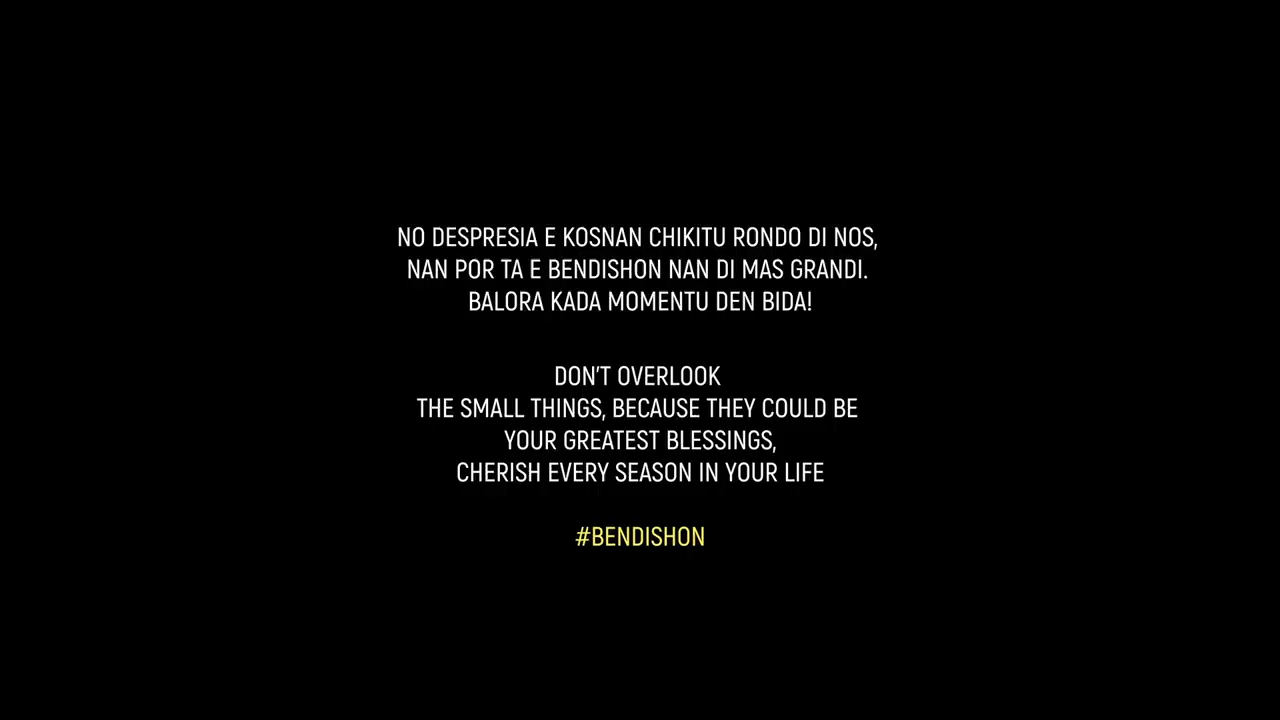 NO DESPRESIA E KOSNAN CHIKITU RONDO DI NOS,
NAN POR TA E BENDISHON NAN DI MAS GRANDI.
BALORA KADA MOMENTU DEN BIDA!
DON'T OVERLOOK
THE SMALL THINGS, BECAUSE THEY COULD BE
YOUR GREATEST BLESSINGS,
CHERISH EVERY SEASON IN YOUR LIFE
#BENDISHON